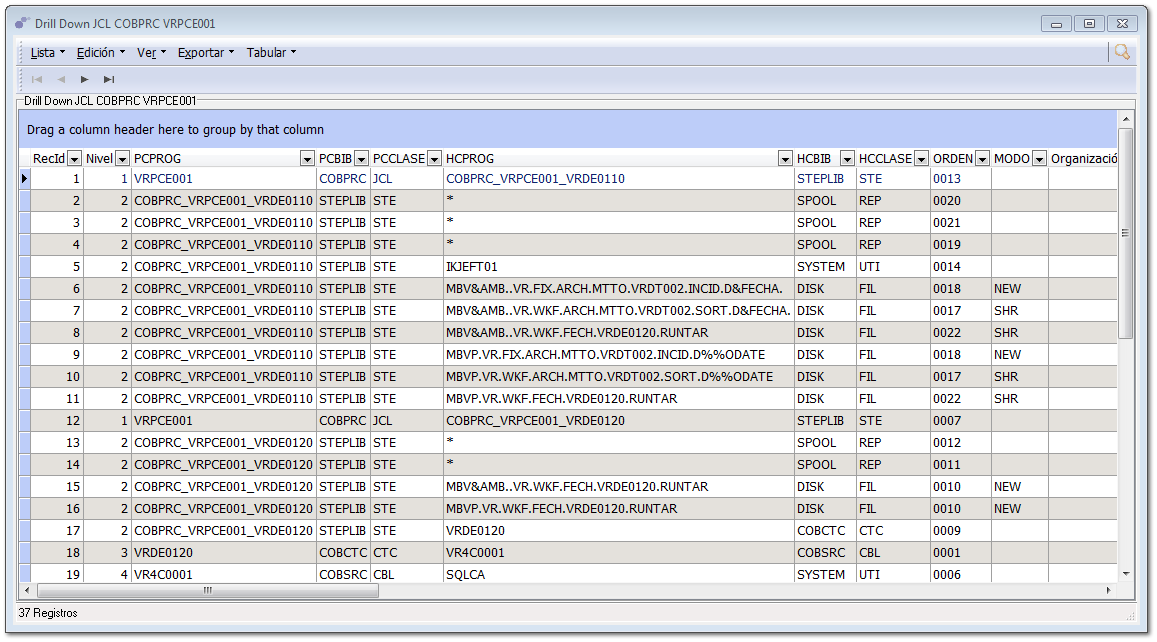 Drill Down JCL COBPRC VRPCE001
Lista Edición Ver Exportar Tabular
Drill Down JCL COBPRC VRPCE001
Drag a column header here to group by that column
RecId Nivel PCPROG PCBIB PCCLASE HCPROG HCBIB HCCLASE ORDEN MODO Organizació
1 1 VRPCE001 COBPRC JCL COBPRC_VRPCE001_VRDE0110 STEPLIB STE 0013
2 2 COBPRC_VRPCE001_VRDE0110 STEPLIB STE * SPOOL REP 0020
3 2 COBPRC_VRPCE001_VRDE0110 STEPLIB STE * SPOOL REP 0021
4 2 COBPRC_VRPCE001_VRDE0110 STEPLIB STE * SPOOL REP 0019
5 2 COBPRC_VRPCE001_VRDE0110 STEPLIB STE IKJEFT01 SYSTEM UTI 0014
6 2 COBPRC_VRPCE001_VRDE0110 STEPLIB STE MBV&AMB..VR.FIX.ARCH.MTTO.VRDT002.INCID.D&FECHA. DISK FIL 0018 NEW
7 2 COBPRC_VRPCE001_VRDE0110 STEPLIB STE MBV&AMB..VR.WKF.ARCH.MTTO.VRDT002.SORT.D&FECHA. DISK FIL 0017 SHR
8 2 COBPRC_VRPCE001_VRDE0110 STEPLIB STE MBV&AMB..VR.WKF.FECH.VRDE0120.RUNTAR DISK FIL 0022 SHR
9 2 COBPRC_VRPCE001_VRDE0110 STEPLIB STE MBVP.VR.FIX.ARCH.MTTO.VRDT002.INCID.D%%ODATE DISK FIL 0018 NEW
10 2 COBPRC_VRPCE001_VRDE0110 STEPLIB STE MBVP.VR.WKF.ARCH.MTTO.VRDT002.SORT.D%%ODATE DISK FIL 0017 SHR
11 2 COBPRC_VRPCE001_VRDE0110 STEPLIB STE MBVP.VR.WKF.FECH.VRDE0120.RUNTAR DISK FIL 0022 SHR
12 1 VRPCE001 COBPRC JCL COBPRC_VRPCE001_VRDE0120 STEPLIB STE 0007
13 2 COBPRC_VRPCE001_VRDE0120 STEPLIB STE * SPOOL REP 0012
14 2 COBPRC_VRPCE001_VRDE0120 STEPLIB STE * SPOOL REP 0011
15 2 COBPRC_VRPCE001_VRDE0120 STEPLIB STE MBV&AMB..VR.WKF.FECH.VRDE0120.RUNTAR DISK FIL 0010 NEW
16 2 COBPRC_VRPCE001_VRDE0120 STEPLIB STE MBVP.VR.WKF.FECH.VRDE0120.RUNTAR DISK FIL 0010 NEW
17 2 COBPRC_VRPCE001_VRDE0120 STEPLIB STE VRDE0120 COBCTC CTC 0009
18 3 VRDE0120 COBCTC CTC VR4C0001 COBSRC CBL 0001
19 4 VR4C0001 COBSRC CBL SQLCA SYSTEM UTI 0006
37 Registros